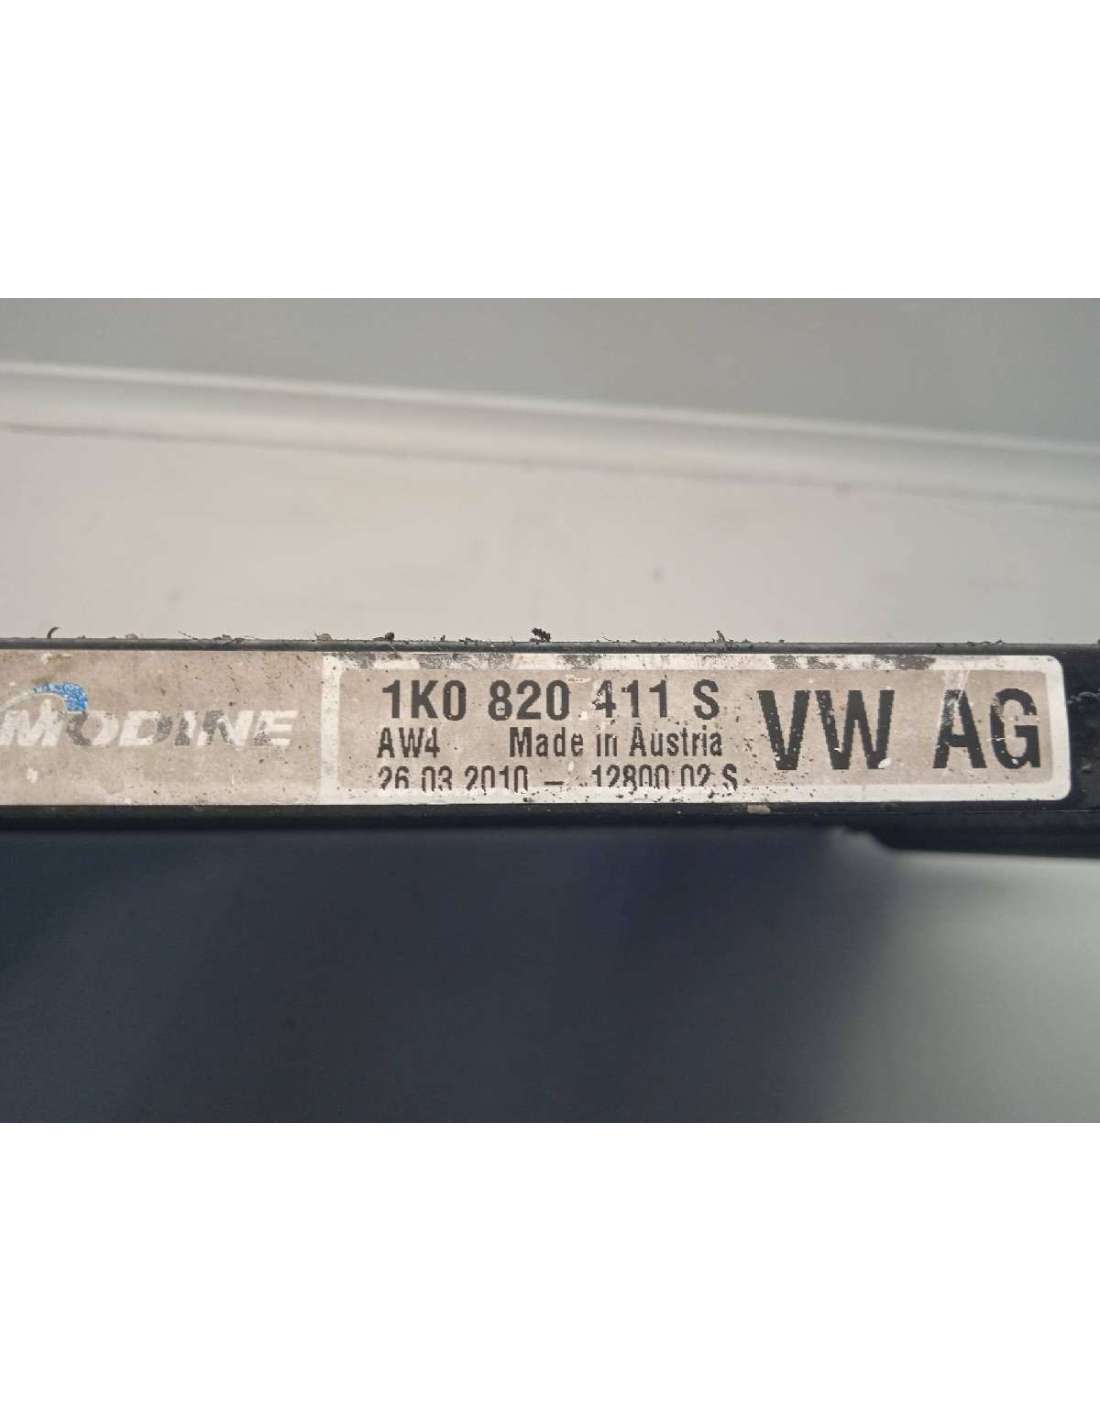 MODINE
1K0 820 411 S
AW4 Made in Austria
26.03.2010 - 12800.02 S
VW AG